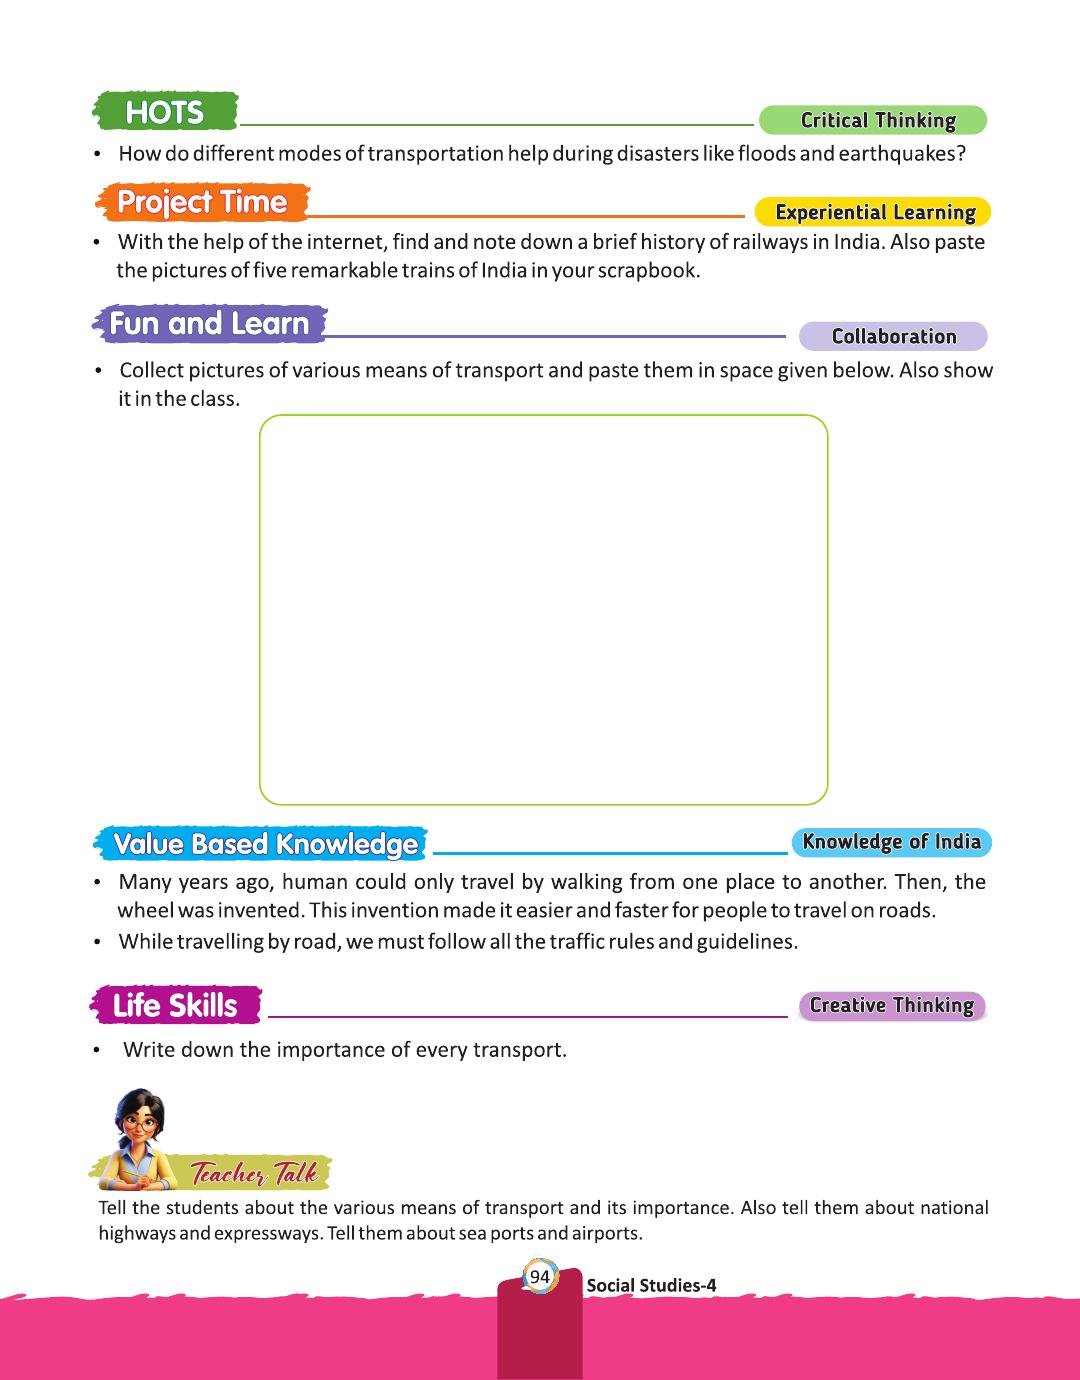 HOTS
Critical Thinking
• How do different modes of transportation help during disasters like floods and earthquakes?
Project Time
Experiential Learning
• With the help of the internet, find and note down a brief history of railways in India. Also paste
the pictures of five remarkable trains of India in your scrapbook.
Fun and Learn
Collaboration
• Collect pictures of various means of transport and paste them in space given below. Also show
it in the class.
Value Based Knowledge
Knowledge of India
• Many years ago, human could only travel by walking from one place to another. Then, the
wheel was invented. This invention made it easier and faster for people to travel on roads.
• While travelling by road, we must follow all the traffic rules and guidelines.
Life Skills
Creative Thinking
• Write down the importance of every transport.
Teacher Talk
Tell the students about the various means of transport and its importance. Also tell them about national
highways and expressways. Tell them about sea ports and airports.
94
Social Studies-4